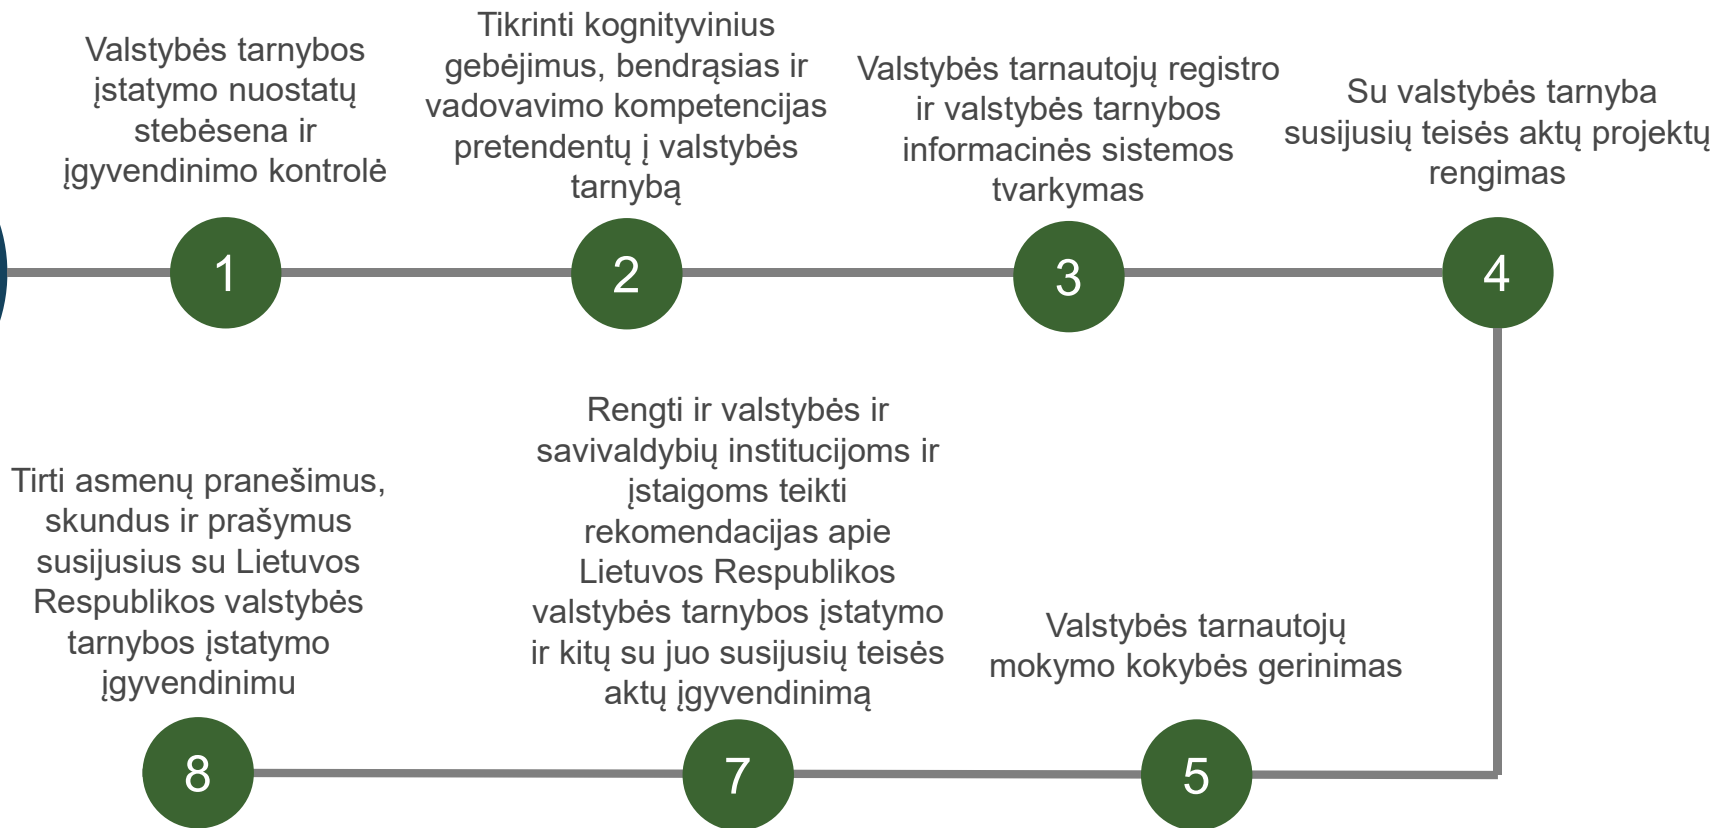 Valstybės tarnybos
įstatymo nuostatų
stebėsena ir
įgyvendinimo kontrolė
1
Tikrinti kognityvinius
gebėjimus, bendrąsias ir
vadovavimo kompetencijas
pretendentų į valstybės
tarnybą
2
Valstybės tarnautojų registro
ir valstybės tarnybos
informacinės sistemos
tvarkymas
3
Su valstybės tarnyba
susijusių teisės aktų projektų
rengimas
4
Valstybės tarnautojų
mokymo kokybės gerinimas
5
Rengti ir valstybės ir
savivaldybių institucijoms ir
įstaigoms teikti
rekomendacijas apie
Lietuvos Respublikos
valstybės tarnybos įstatymo
ir kitų su juo susijusių teisės
aktų įgyvendinimą
7
Tirti asmenų pranešimus,
skundus ir prašymus
susijusius su Lietuvos
Respublikos valstybės
tarnybos įstatymo
įgyvendinimu
8